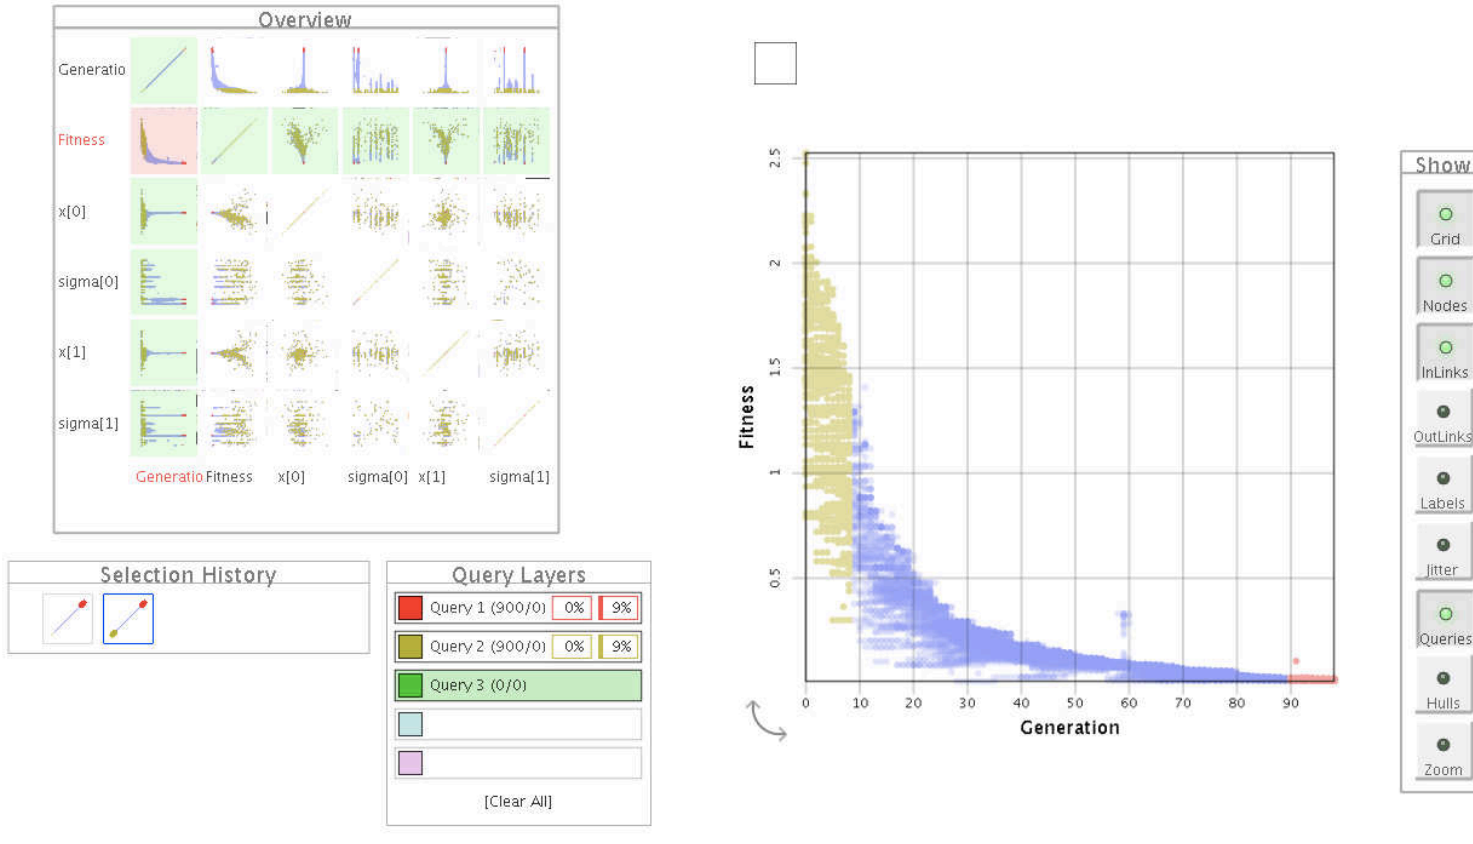 Overview
Generatio
Fitness
x[0]
sigma[0]
x[1]
sigma[1]
Generatio Fitness x[0] sigma[0] x[1] sigma[1]
Selection History
Query Layers
Query 1 (900/0) 0% 9%
Query 2 (900/0) 0% 9%
Query 3 (0/0)
[Clear All]
2.5
2
1.5
1
0.5
Fitness
0 10 20 30 40 50 60 70 80 90
Generation
Show
Grid
Nodes
InLinks
OutLinks
Labels
Jitter
Queries
Hulls
Zoom